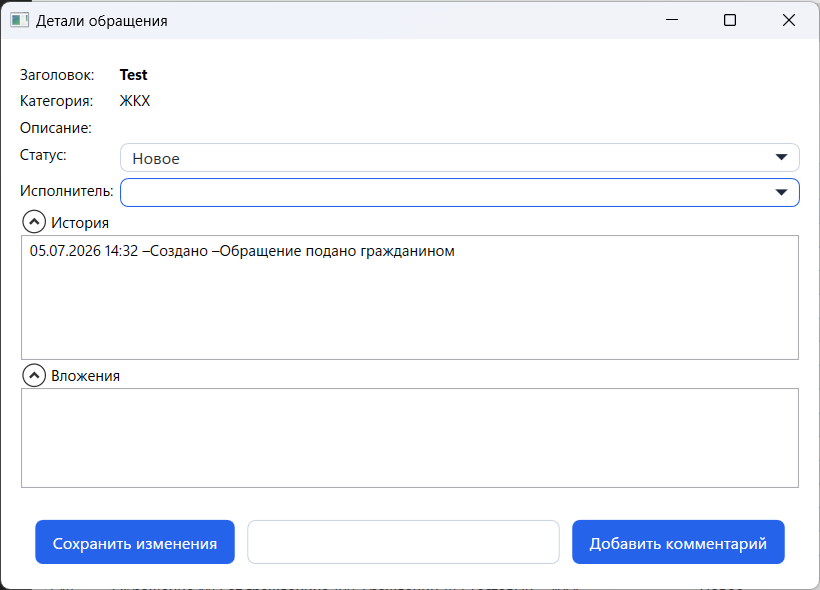 Детали обращения
Заголовок: Test
Категория: ЖКХ
Описание:
Статус: Новое
Исполнитель:
История
05.07.2026 14:32 –Создано –Обращение подано гражданином
Вложения
Сохранить изменения Добавить комментарий